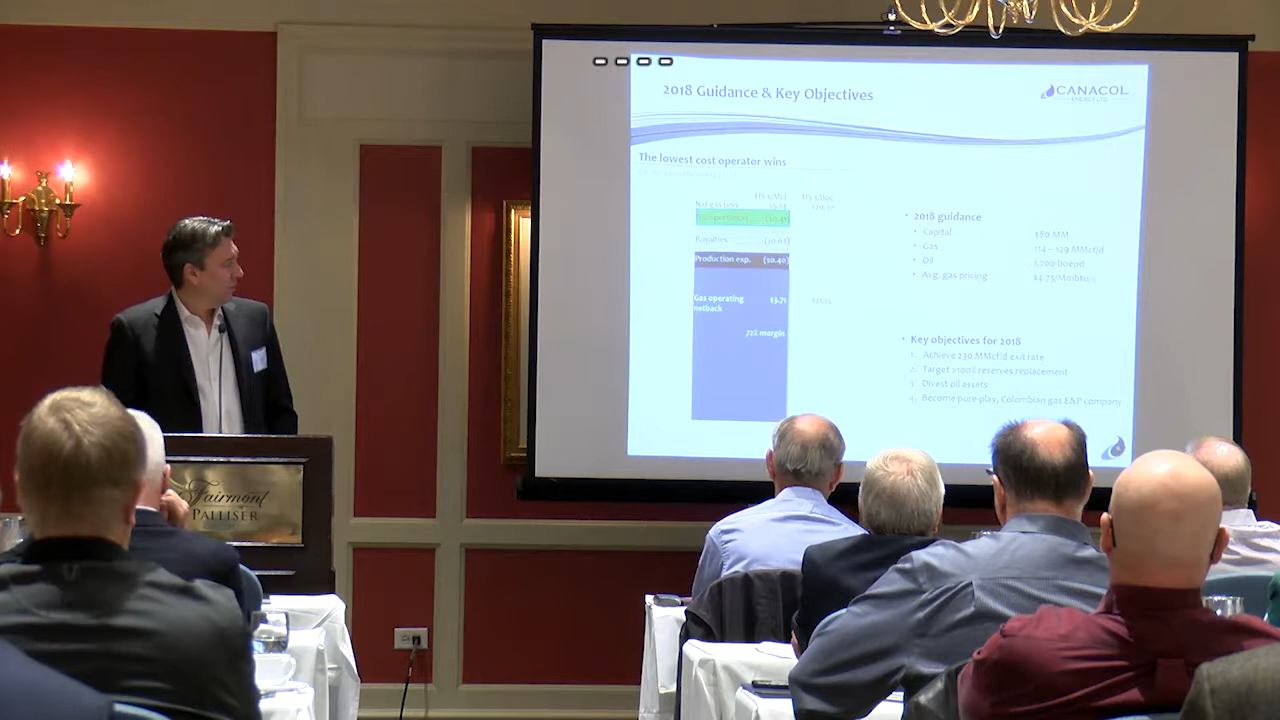 2018 Guidance & Key Objectives
CANACOL
ENERGY LTD
The lowest cost operator wins
US $/Mcf
Nat gas revs
Royalties
Production exp. ($0.40)
Gas operating $3.71
netback
72% margin
• 2018 guidance
• Capital $80 MM
• Gas 114 – 129 MMcf/d
• Oil 1,700 boepd
• Avg. gas pricing $4.75/Mmbtu
• Key objectives for 2018
1. Achieve 230 MMcf/d exit rate
2. Target >100% reserves replacement
3. Divest oil assets
4. Become pure-play, Colombian gas E&P company
Fairmont
PALLISER